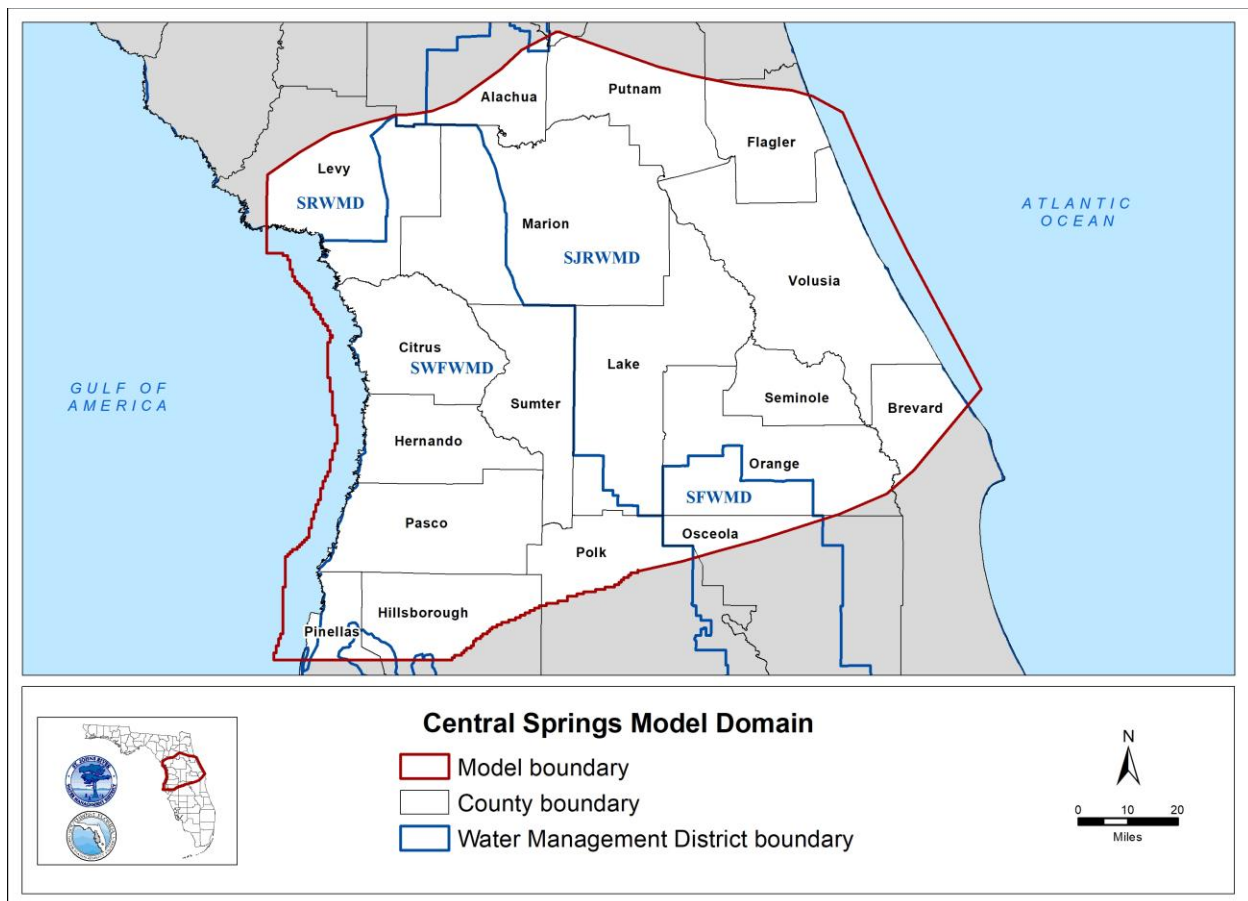 Alachua
Putnam
Flagler
Levy
SRWMD
Marion
SJRWMD
ATLANTIC
OCEAN
Volusia
Citrus
SWFWMD
Lake
GULF OF
AMERICA
Sumter
Seminole
Brevard
Hernando
Orange
SFWMD
Pasco
Osceola
Polk
Hillsborough
Pinellas
Central Springs Model Domain
Model boundary
County boundary
Water Management District boundary
N
0 10 20
Miles